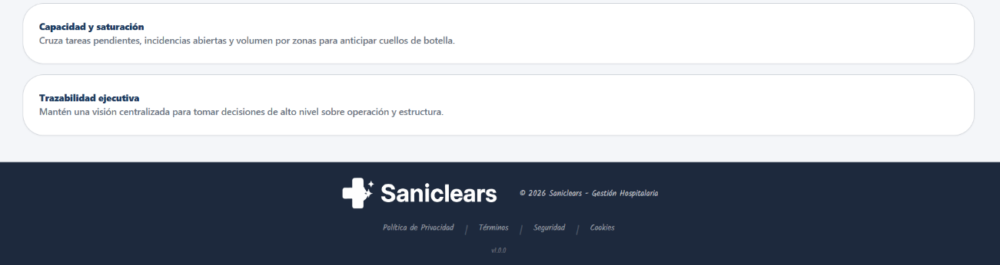 Capacidad y saturación
Cruza tareas pendientes, incidencias abiertas y volumen por zonas para anticipar cuellos de botella.
Trazabilidad ejecutiva
Mantén una visión centralizada para tomar decisiones de alto nivel sobre operación y estructura.
Saniclears © 2026 Saniclears - Gestión Hospitalaria
Política de Privacidad / Términos / Seguridad / Cookies
v1.0.0